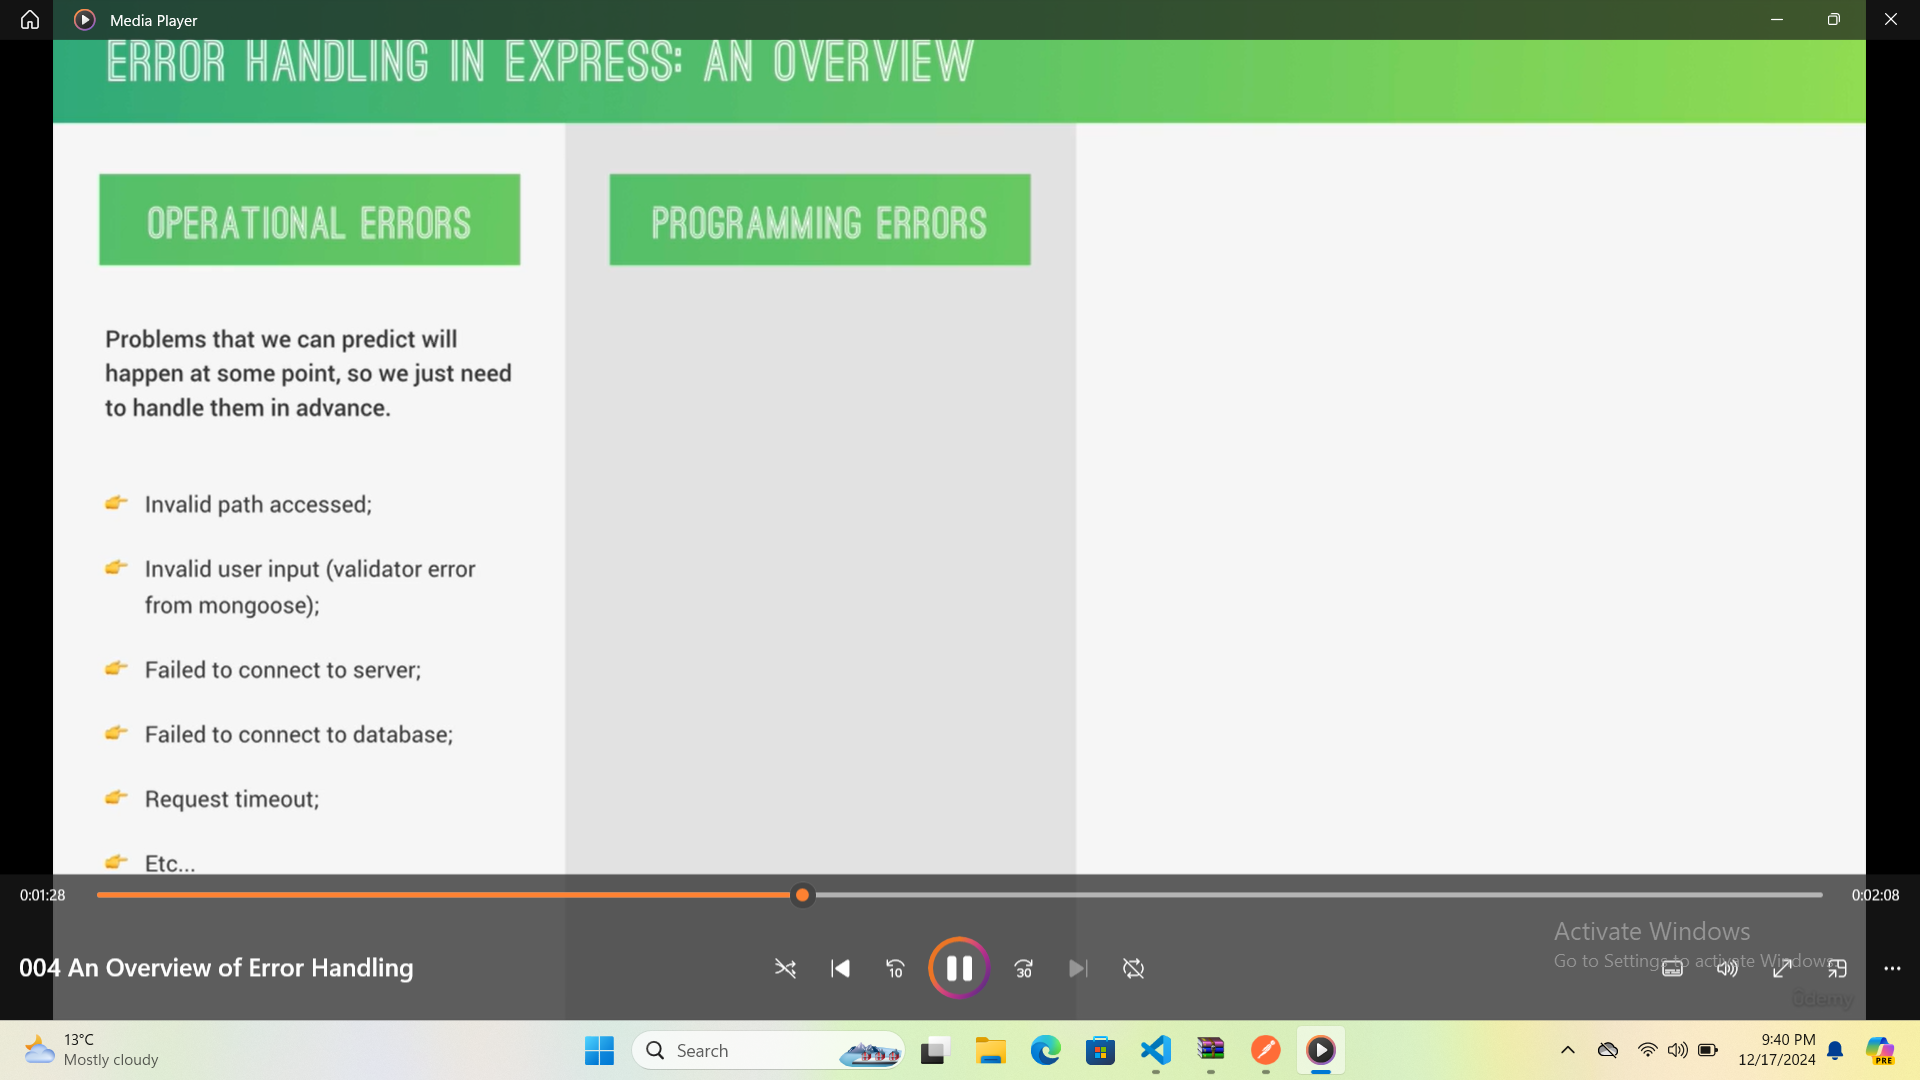 Media Player
ERROR HANDLING IN EXPRESS: AN OVERVIEW
OPERATIONAL ERRORS
PROGRAMMING ERRORS
Problems that we can predict will
happen at some point, so we just need
to handle them in advance.
👉 Invalid path accessed;
👉 Invalid user input (validator error
from mongoose);
👉 Failed to connect to server;
👉 Failed to connect to database;
👉 Request timeout;
👉 Etc...
0:01:28
0:02:08
Activate Windows
Go to Settings to activate Windows.
004 An Overview of Error Handling
10
30
ûdemy
13°C
Mostly cloudy
Search
9:40 PM
12/17/2024
PRE